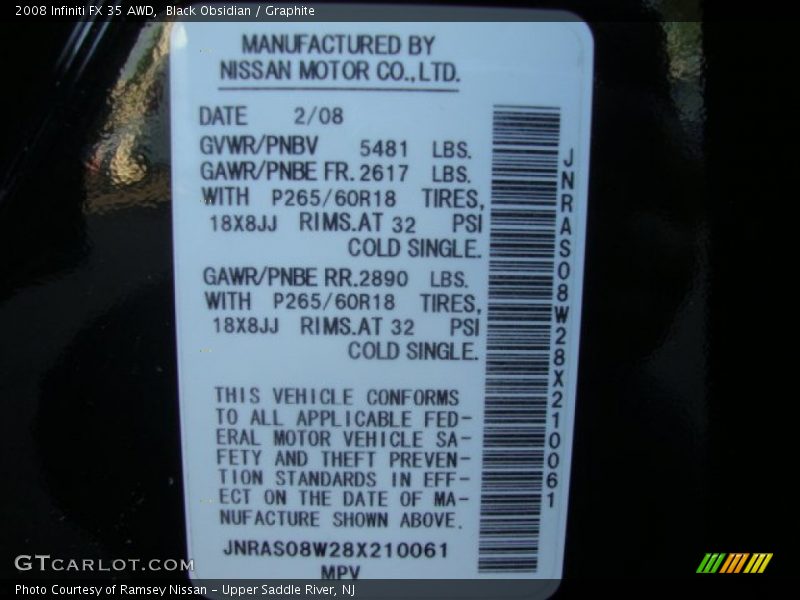 2008 Infiniti FX 35 AWD, Black Obsidian / Graphite
MANUFACTURED BY
NISSAN MOTOR CO.,LTD.
DATE 2/08
GVWR/PNBV 5481 LBS.
GAWR/PNBE FR. 2617 LBS.
WITH P265/60R18 TIRES,
18X8JJ RIMS.AT 32 PSI
COLD SINGLE.
GAWR/PNBE RR. 2890 LBS.
WITH P265/60R18 TIRES,
18X8JJ RIMS.AT 32 PSI
COLD SINGLE.
THIS VEHICLE CONFORMS
TO ALL APPLICABLE FED-
ERAL MOTOR VEHICLE SA-
FETY AND THEFT PREVEN-
TION STANDARDS IN EFF-
ECT ON THE DATE OF MA-
NUFACTURE SHOWN ABOVE.
JNRAS08W28X210061
MPV
JNRAS08W28X210061
GTcarlot.com
Photo Courtesy of Ramsey Nissan - Upper Saddle River, NJ